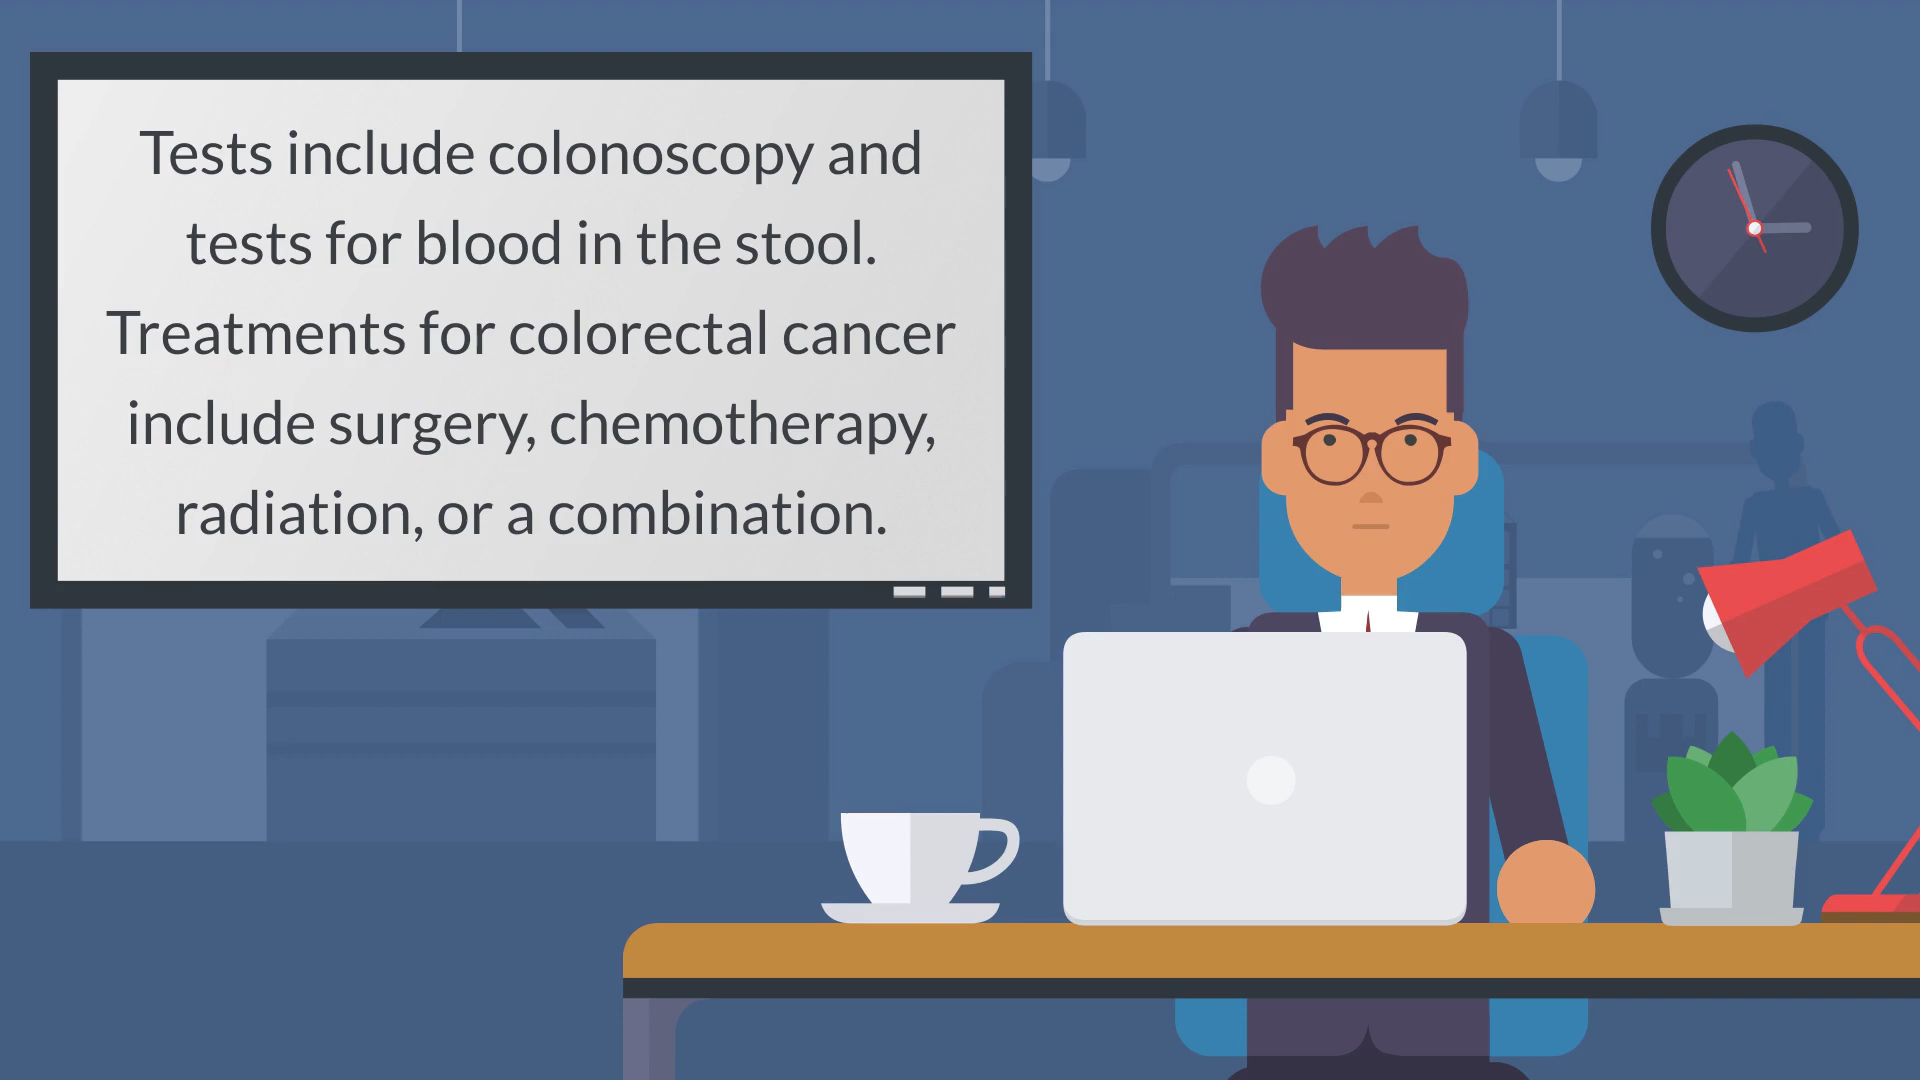 Tests include colonoscopy and
tests for blood in the stool.
Treatments for colorectal cancer
include surgery, chemotherapy,
radiation, or a combination.